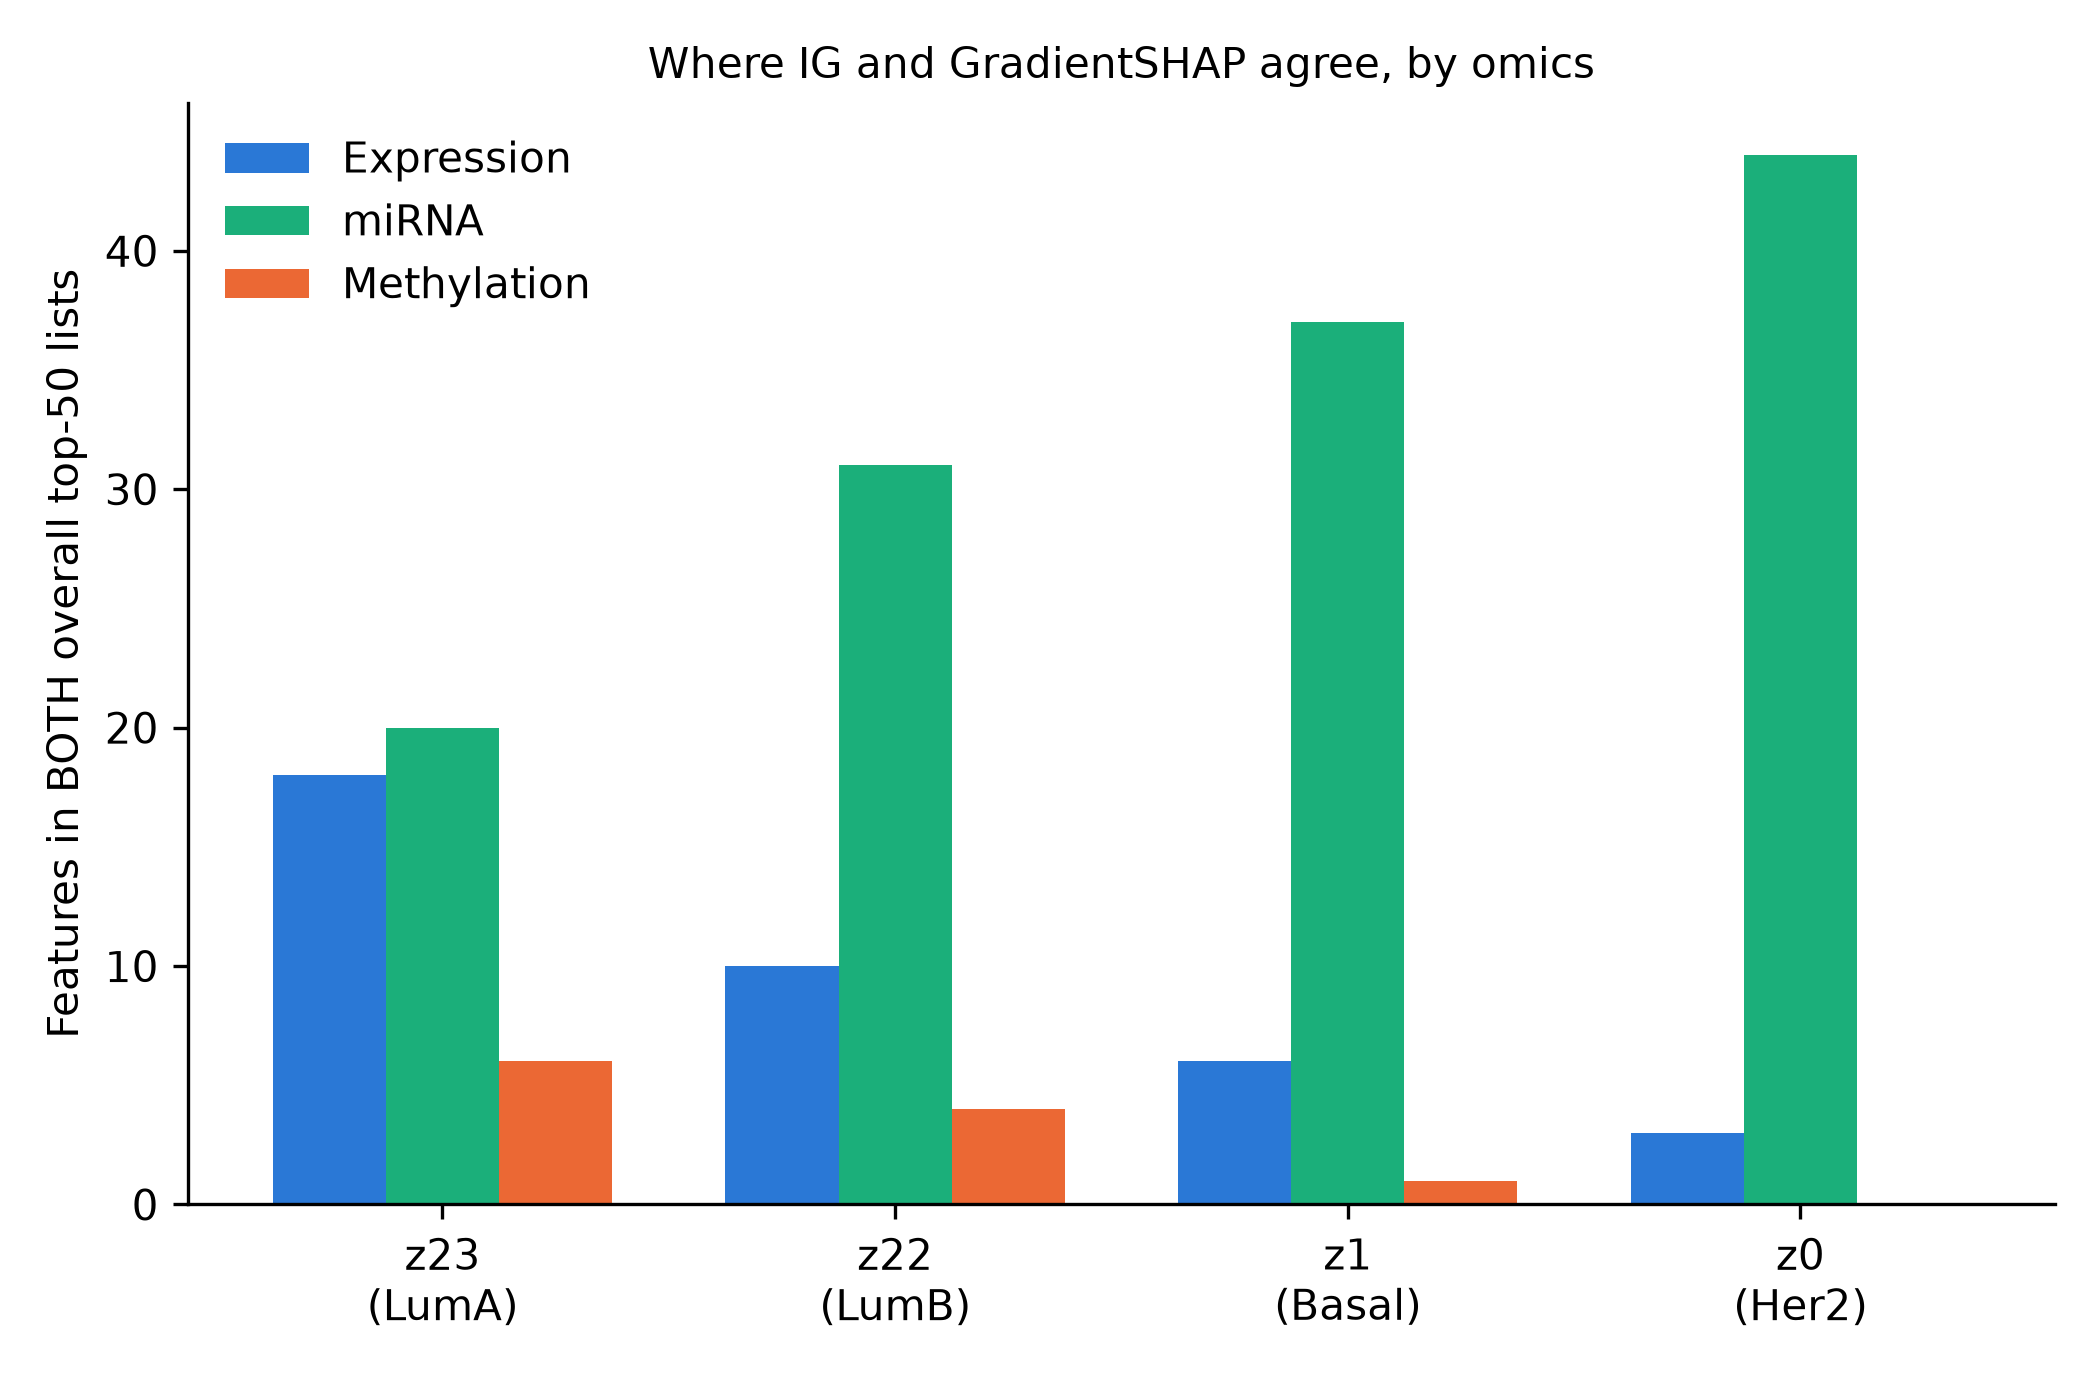 Where IG and GradientSHAP agree, by omics
Expression
miRNA
Methylation
Features in BOTH overall top-50 lists
40
30
20
10
0
z23
(LumA)
z22
(LumB)
z1
(Basal)
z0
(Her2)